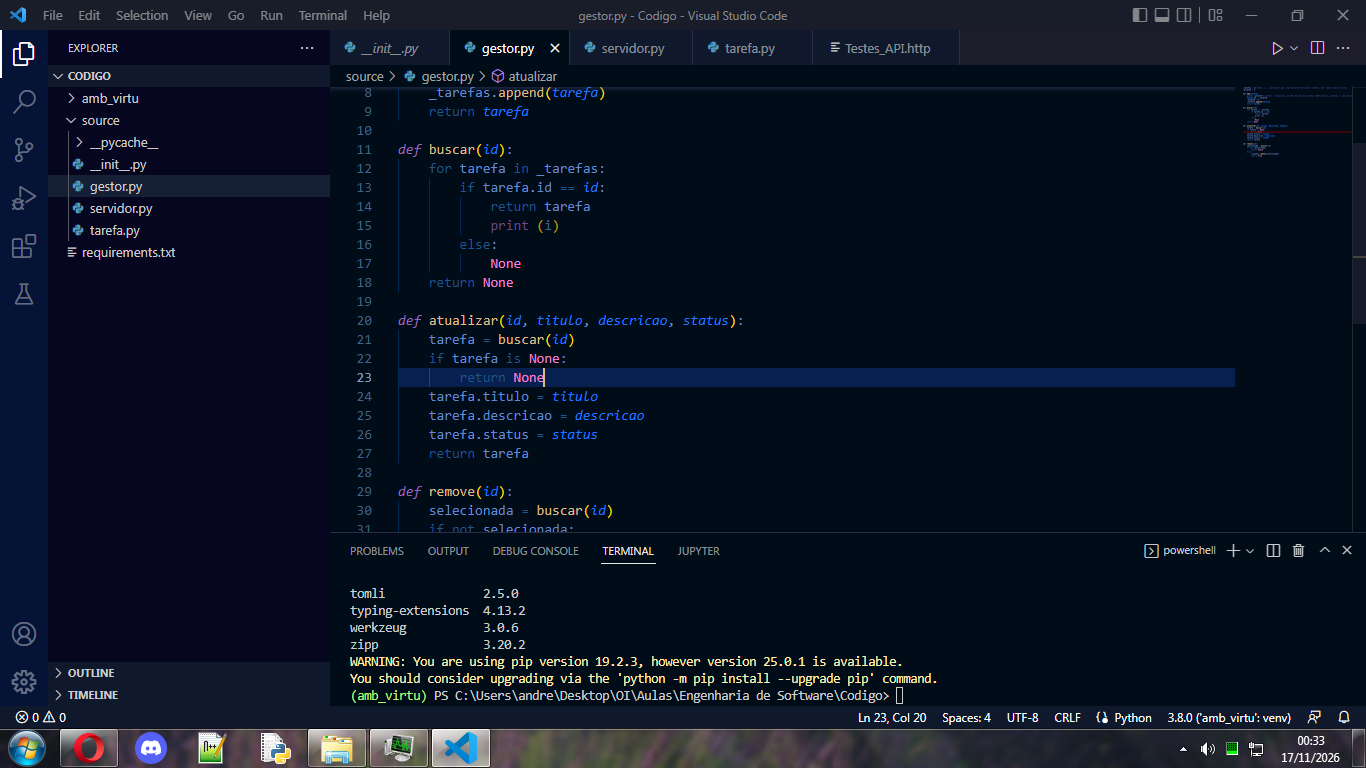 File Edit Selection View Go Run Terminal Help gestor.py - Codigo - Visual Studio Code
EXPLORER
CODIGO
amb_virtu
source
__pycache__
__init__.py
gestor.py
servidor.py
tarefa.py
requirements.txt
OUTLINE
TIMELINE
__init__.py gestor.py servidor.py tarefa.py Testes_API.http
source > gestor.py > atualizar
8 _tarefas.append(tarefa)
9 return tarefa
10
11 def buscar(id):
12 for tarefa in _tarefas:
13 if tarefa.id == id:
14 return tarefa
15 print (i)
16 else:
17 None
18 return None
19
20 def atualizar(id, titulo, descricao, status):
21 tarefa = buscar(id)
22 if tarefa is None:
23 return None
24 tarefa.titulo = titulo
25 tarefa.descricao = descricao
26 tarefa.status = status
27 return tarefa
28
29 def remove(id):
30 selecionada = buscar(id)
31 if not selecionada:
PROBLEMS OUTPUT DEBUG CONSOLE TERMINAL JUPYTER powershell
tomli 2.5.0
typing-extensions 4.13.2
werkzeug 3.0.6
zipp 3.20.2
WARNING: You are using pip version 19.2.3, however version 25.0.1 is available.
You should consider upgrading via the 'python -m pip install --upgrade pip' command.
(amb_virtu) PS C:\Users\andre\Desktop\OI\Aulas\Engenharia de Software\Codigo>
0 0 Ln 23, Col 20 Spaces: 4 UTF-8 CRLF Python 3.8.0 ('amb_virtu': venv)
00:33
17/11/2026